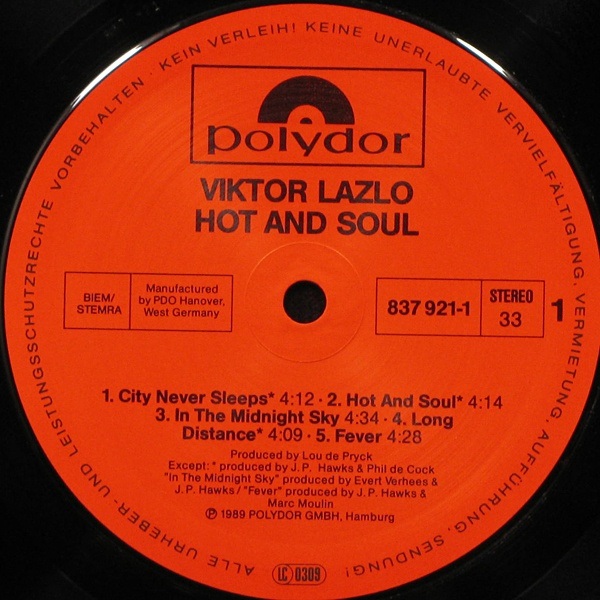 ALLE URHEBER- UND LEISTUNGSSCHUTZRECHTE VORBEHALTEN · KEIN VERLEIH! KEINE UNERLAUBTE VERVIELFÄLTIGUNG, VERMIETUNG, AUFFÜHRUNG, SENDUNG!
polydor
VIKTOR LAZLO
HOT AND SOUL
BIEM/
STEMRA
Manufactured
by PDO Hanover,
West Germany
837 921-1
STEREO
33
1
1. City Never Sleeps* 4:12 · 2. Hot And Soul* 4:14
3. In The Midnight Sky 4:34 · 4. Long
Distance* 4:09 · 5. Fever 4:28
Produced by Lou de Pryck
Except: * produced by J. P. Hawks & Phil de Cock
"In The Midnight Sky" produced by Evert Verhees &
J. P. Hawks / "Fever" produced by J. P. Hawks &
Marc Moulin
℗ 1989 POLYDOR GMBH, Hamburg
LC 0309